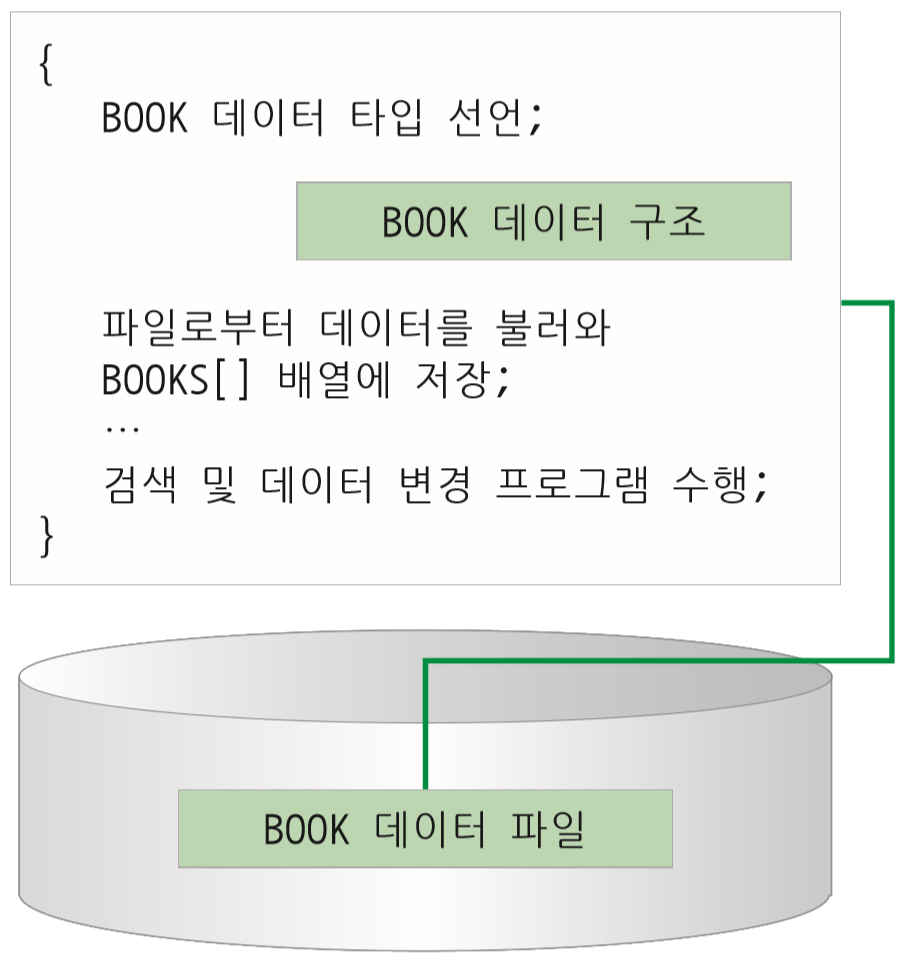 {
BOOK 데이터 타입 선언;
BOOK 데이터 구조
파일로부터 데이터를 불러와
BOOKS[] 배열에 저장;
…
검색 및 데이터 변경 프로그램 수행;
}
BOOK 데이터 파일